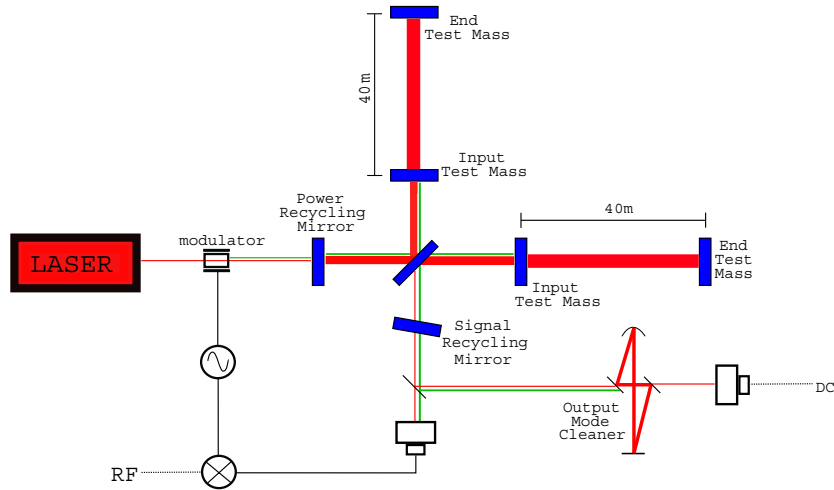 End
Test Mass
40m
Input
Test Mass
Power
Recycling
Mirror
40m
modulator
LASER
End
Test
Mass
Input
Test Mass
Signal
Recycling
Mirror
DC
Output
Mode
Cleaner
RF